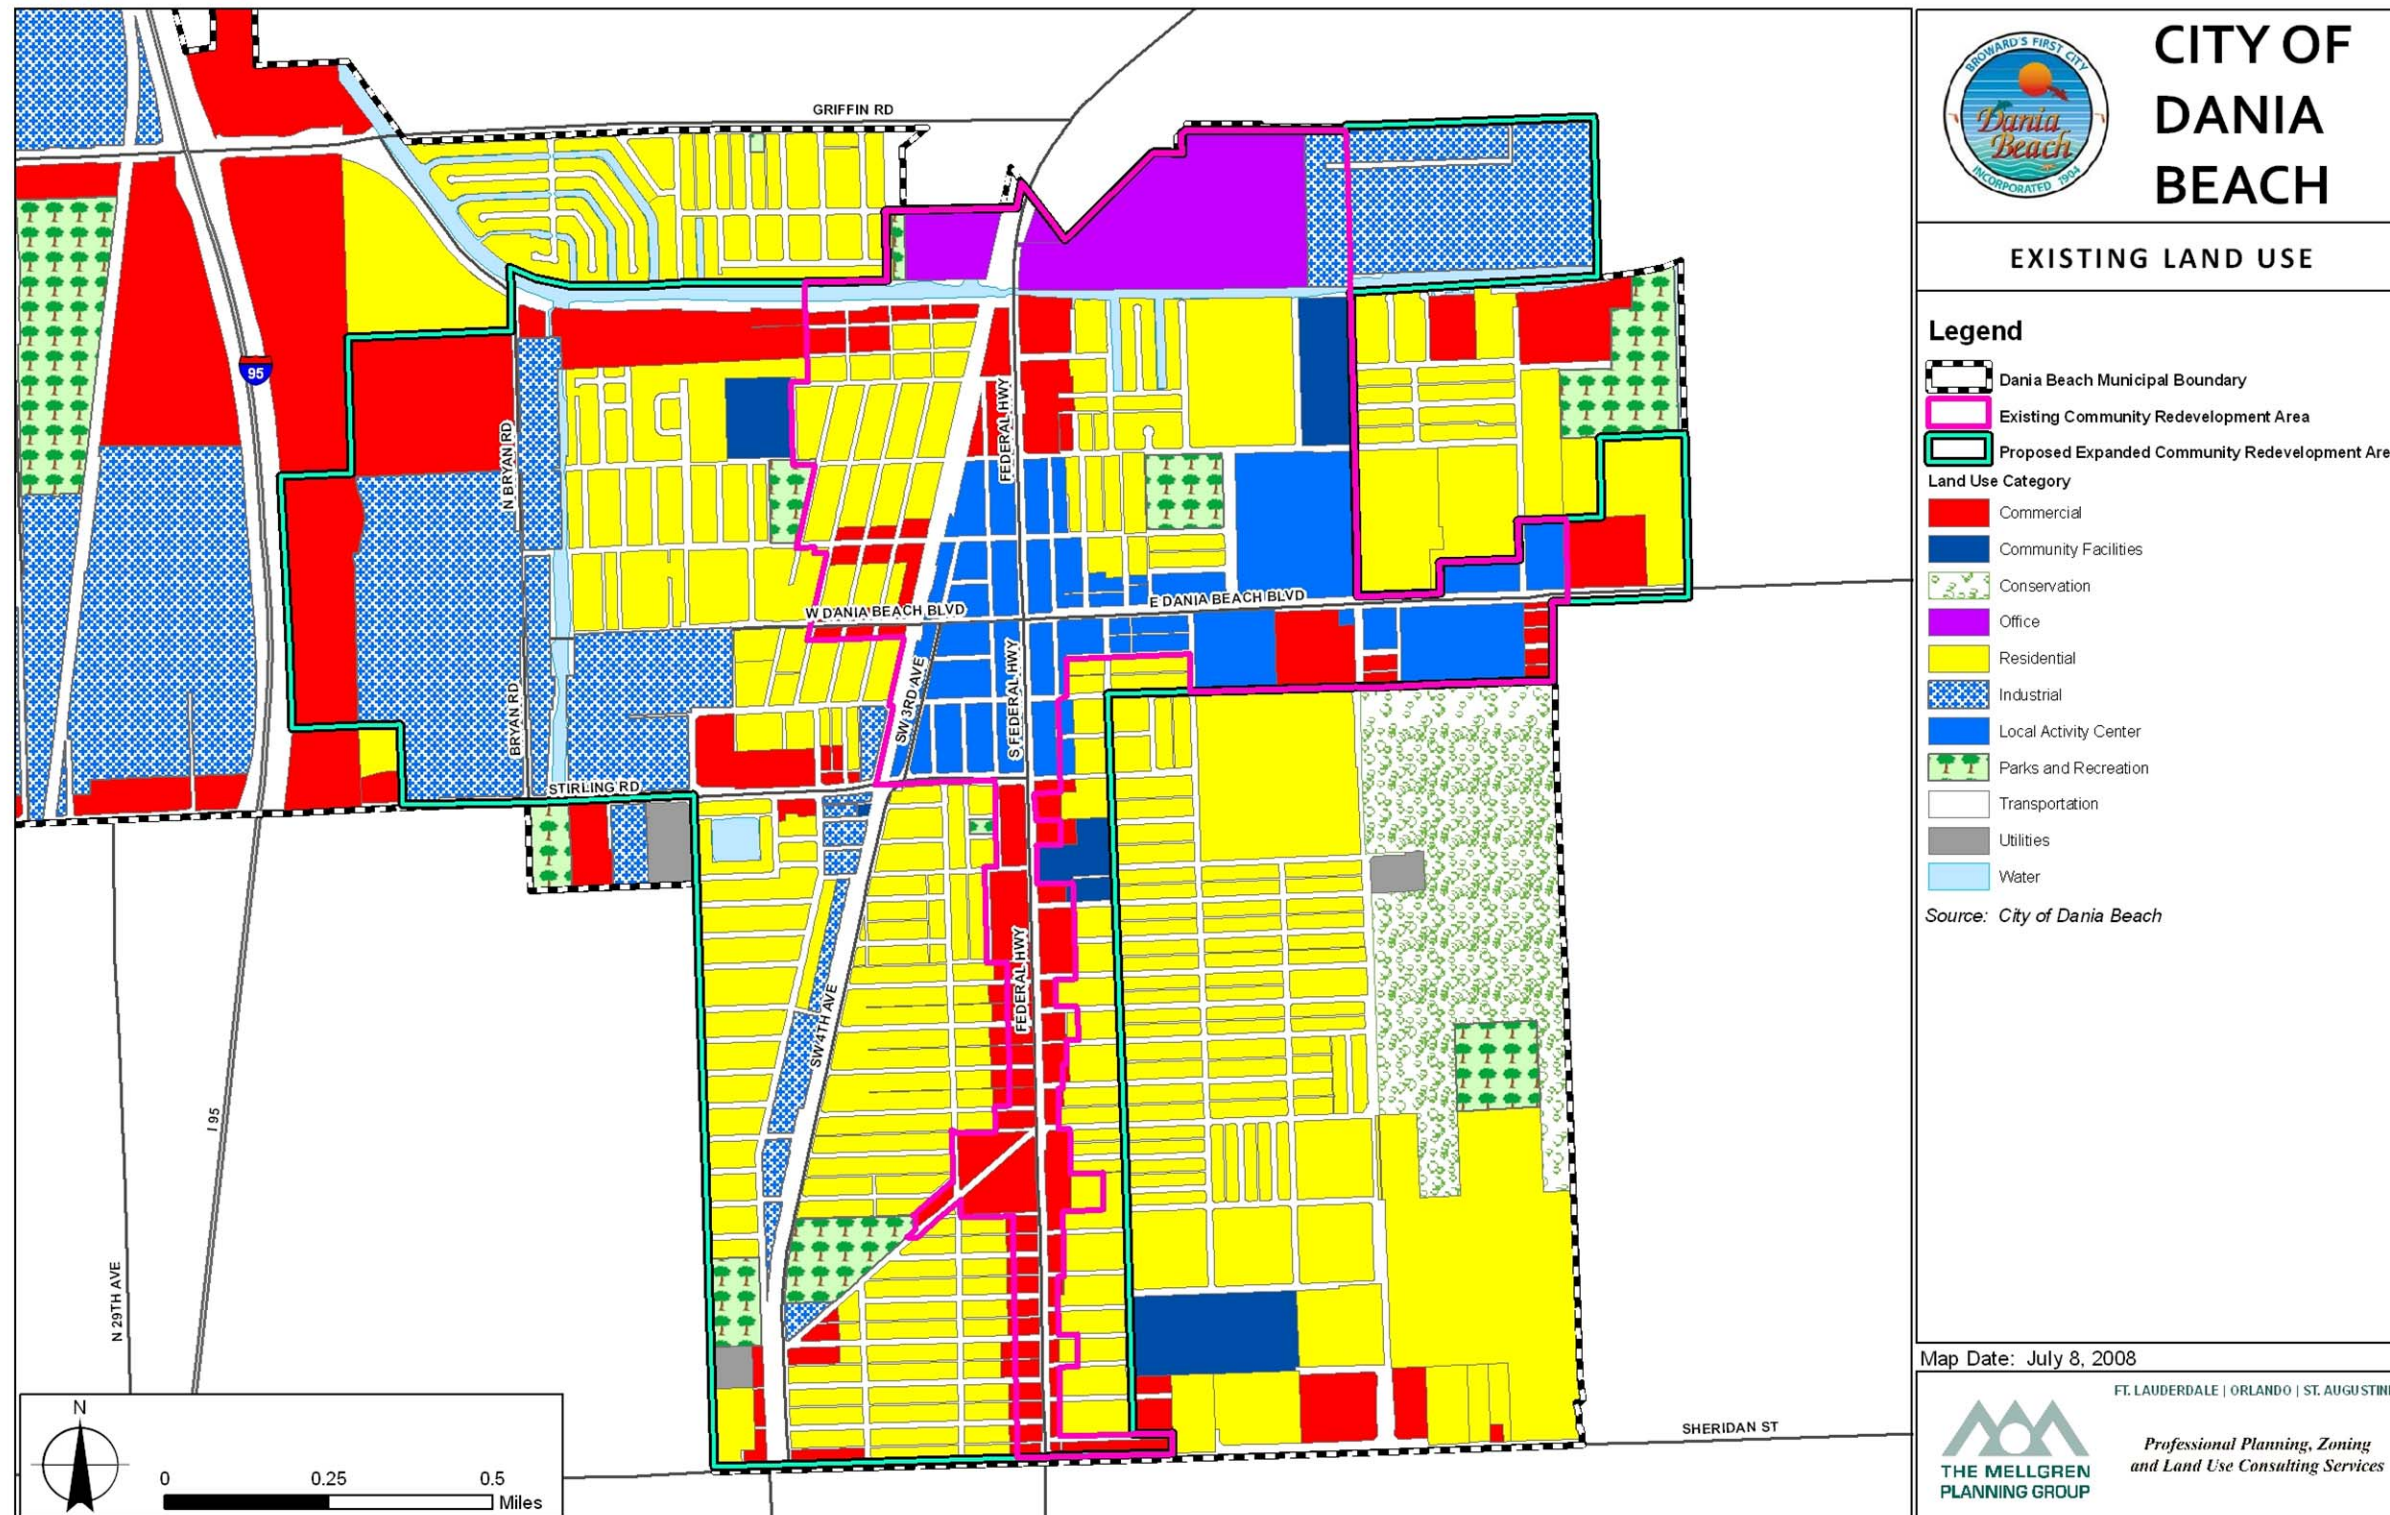 GRIFFIN RD
95
N BRYAN RD
FEDERAL HWY
W DANIA BEACH BLVD
E DANIA BEACH BLVD
BRYAN RD
SW 3RD AVE
S FEDERAL HWY
STIRLING RD
FEDERAL HWY
SW 4TH AVE
I 95
N 29TH AVE
SHERIDAN ST
N
0 0.25 0.5
Miles
BROWARD'S FIRST CITY
Dania
Beach
INCORPORATED 1904
CITY OF
DANIA
BEACH
EXISTING LAND USE
Legend
Dania Beach Municipal Boundary
Existing Community Redevelopment Area
Proposed Expanded Community Redevelopment Are
Land Use Category
Commercial
Community Facilities
Conservation
Office
Residential
Industrial
Local Activity Center
Parks and Recreation
Transportation
Utilities
Water
Source: City of Dania Beach
Map Date: July 8, 2008
FT. LAUDERDALE | ORLANDO | ST. AUGUSTIN
THE MELLGREN
PLANNING GROUP
Professional Planning, Zoning
and Land Use Consulting Services